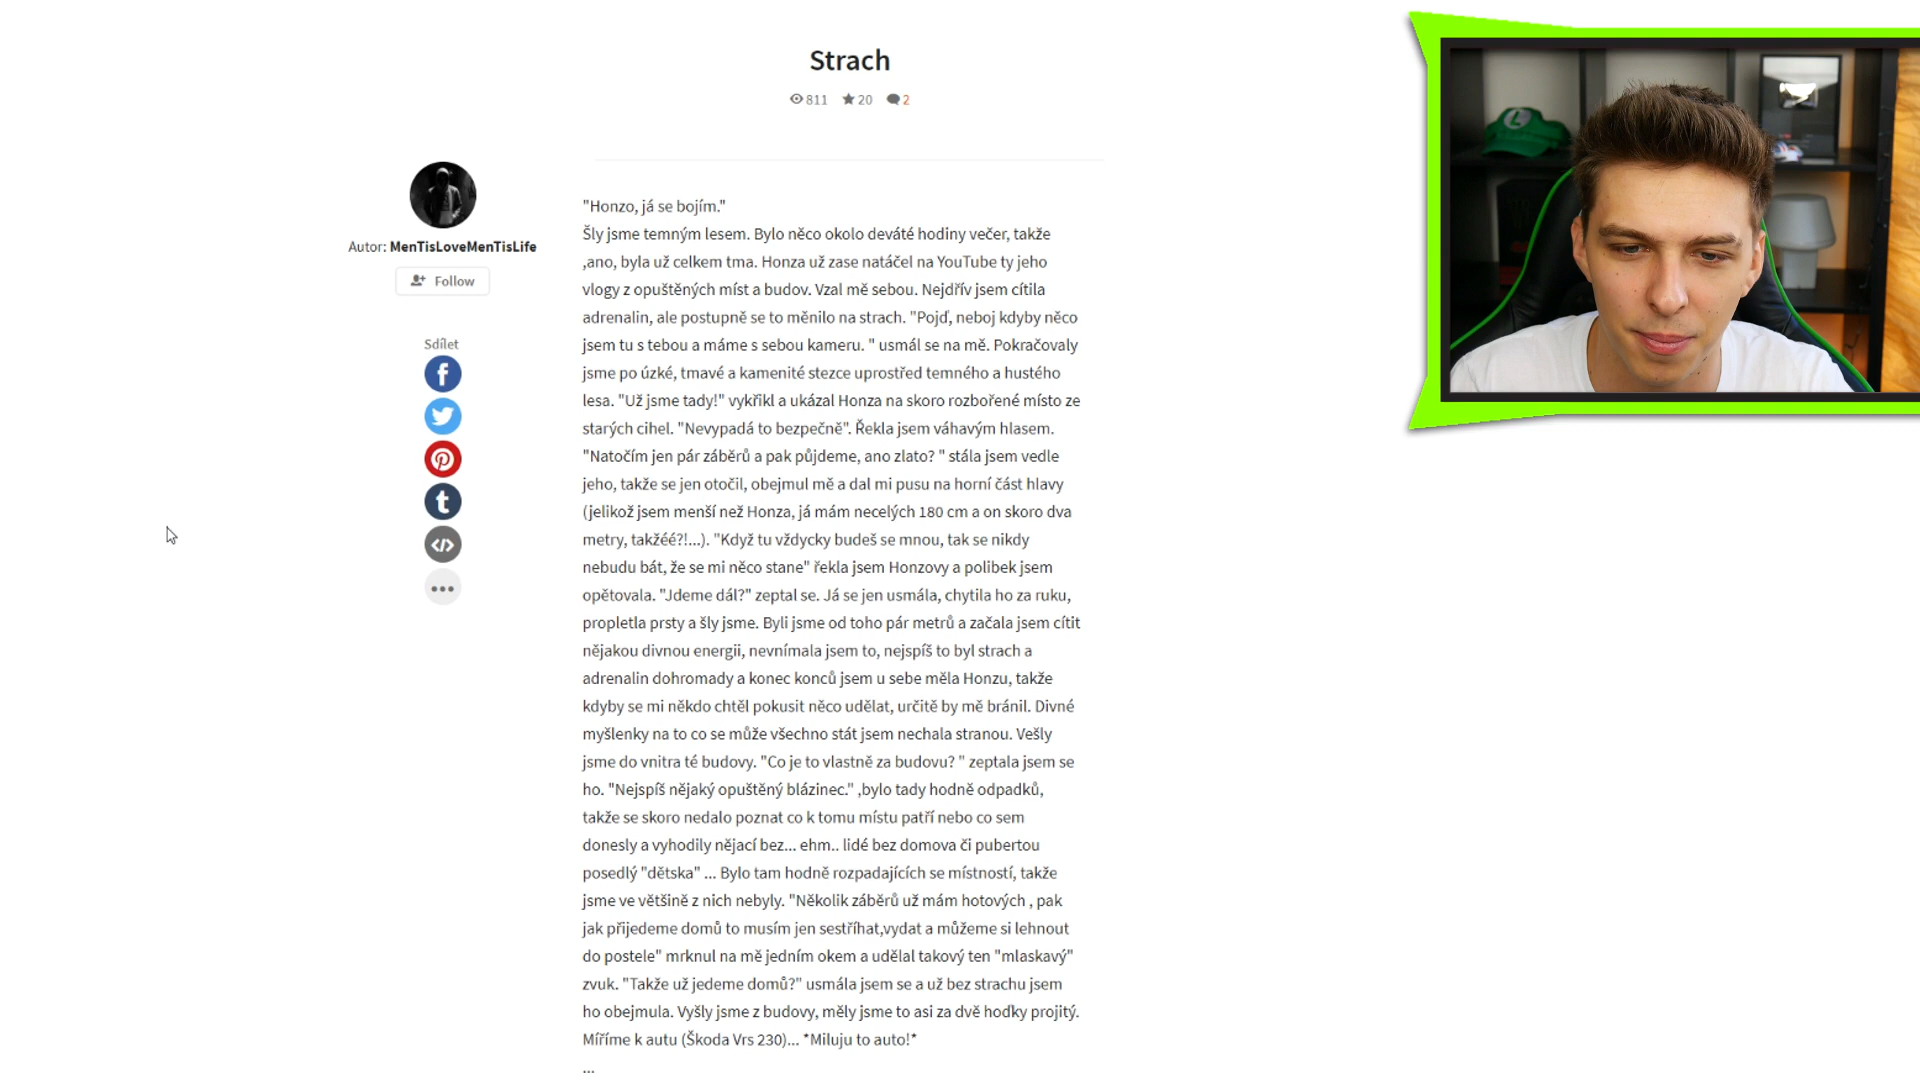 Strach
811 20 2
Autor: MenTisLoveMenTisLife
Follow
Sdílet
"Honzo, já se bojím."
Šly jsme temným lesem. Bylo něco okolo deváté hodiny večer, takže
,ano, byla už celkem tma. Honza už zase natáčel na YouTube ty jeho
vlogy z opuštěných míst a budov. Vzal mě sebou. Nejdřív jsem cítila
adrenalin, ale postupně se to měnilo na strach. "Pojď, neboj kdyby něco
jsem tu s tebou a máme s sebou kameru. " usmál se na mě. Pokračovaly
jsme po úzké, tmavé a kamenité stezce uprostřed temného a hustého
lesa. "Už jsme tady!" vykřikl a ukázal Honza na skoro rozbořené místo ze
starých cihel. "Nevypadá to bezpečně". Řekla jsem váhavým hlasem.
"Natočím jen pár záběrů a pak půjdeme, ano zlato? " stála jsem vedle
jeho, takže se jen otočil, obejmul mě a dal mi pusu na horní část hlavy
(jelikož jsem menší než Honza, já mám necelých 180 cm a on skoro dva
metry, takžéé?!...). "Když tu vždycky budeš se mnou, tak se nikdy
nebudu bát, že se mi něco stane" řekla jsem Honzovy a polibek jsem
opětovala. "Jdeme dál?" zeptal se. Já se jen usmála, chytila ho za ruku,
propletla prsty a šly jsme. Byli jsme od toho pár metrů a začala jsem cítit
nějakou divnou energii, nevnímala jsem to, nejspíš to byl strach a
adrenalin dohromady a konec konců jsem u sebe měla Honzu, takže
kdyby se mi někdo chtěl pokusit něco udělat, určitě by mě bránil. Divné
myšlenky na to co se může všechno stát jsem nechala stranou. Vešly
jsme do vnitra té budovy. "Co je to vlastně za budovu? " zeptala jsem se
ho. "Nejspíš nějaký opuštěný blázinec." ,bylo tady hodně odpadků,
takže se skoro nedalo poznat co k tomu místu patří nebo co sem
donesly a vyhodily nějací bez... ehm.. lidé bez domova či pubertou
posedlý "dětska" ... Bylo tam hodně rozpadajících se místností, takže
jsme ve většině z nich nebyly. "Několik záběrů už mám hotových , pak
jak přijedeme domů to musím jen sestříhat,vydat a můžeme si lehnout
do postele" mrknul na mě jedním okem a udělal takový ten "mlaskavý"
zvuk. "Takže už jedeme domů?" usmála jsem se a už bez strachu jsem
ho obejmula. Vyšly jsme z budovy, měly jsme to asi za dvě hoďky projitý.
Míříme k autu (Škoda Vrs 230)... *Miluju to auto!*
...